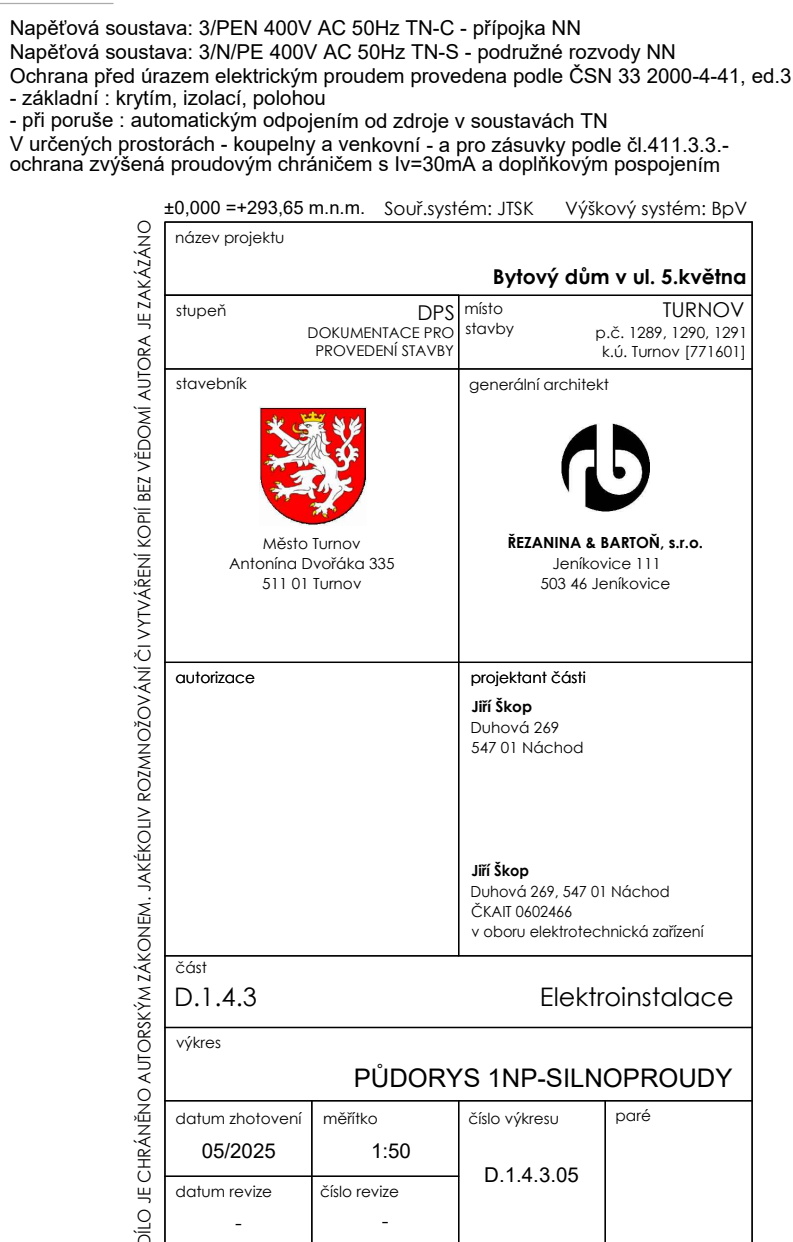 Napěťová soustava: 3/PEN 400V AC 50Hz TN-C - přípojka NN
Napěťová soustava: 3/N/PE 400V AC 50Hz TN-S - podružné rozvody NN
Ochrana před úrazem elektrickým proudem provedena podle ČSN 33 2000-4-41, ed.3
- základní : krytím, izolací, polohou
- při poruše : automatickým odpojením od zdroje v soustavách TN
V určených prostorách - koupelny a venkovní - a pro zásuvky podle čl.411.3.3.-
ochrana zvýšená proudovým chráničem s Iv=30mA a doplňkovým pospojením
±0,000 =+293,65 m.n.m. Souř.systém: JTSK Výškový systém: BpV
název projektu
Bytový dům v ul. 5.května
stupeň
DPS
DOKUMENTACE PRO
PROVEDENÍ STAVBY
místo
stavby
TURNOV
p.č. 1289, 1290, 1291
k.ú. Turnov [771601]
stavebník
Město Turnov
Antonína Dvořáka 335
511 01 Turnov
generální architekt
rb
ŘEZANINA & BARTOŇ, s.r.o.
Jeníkovice 111
503 46 Jeníkovice
autorizace
projektant části
Jiří Škop
Duhová 269
547 01 Náchod
Jiří Škop
Duhová 269, 547 01 Náchod
ČKAIT 0602466
v oboru elektrotechnická zařízení
část
D.1.4.3 Elektroinstalace
výkres
PŮDORYS 1NP-SILNOPROUDY
datum zhotovení
05/2025
měřítko
1:50
číslo výkresu
D.1.4.3.05
paré
datum revize
-
číslo revize
-
DÍLO JE CHRÁNĚNO AUTORSKÝM ZÁKONEM. JAKÉKOLIV ROZMNOŽOVÁNÍ ČI VYTVÁŘENÍ KOPIÍ BEZ VĚDOMÍ AUTORA JE ZAKÁZÁNO